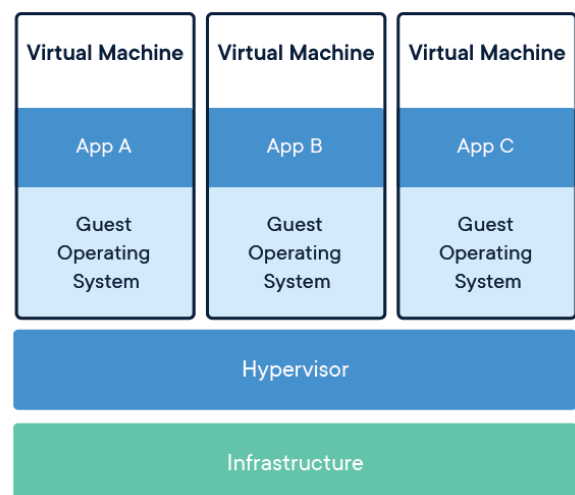 Virtual Machine
Virtual Machine
Virtual Machine
App A
App B
App C
Guest
Operating
System
Guest
Operating
System
Guest
Operating
System
Hypervisor
Infrastructure